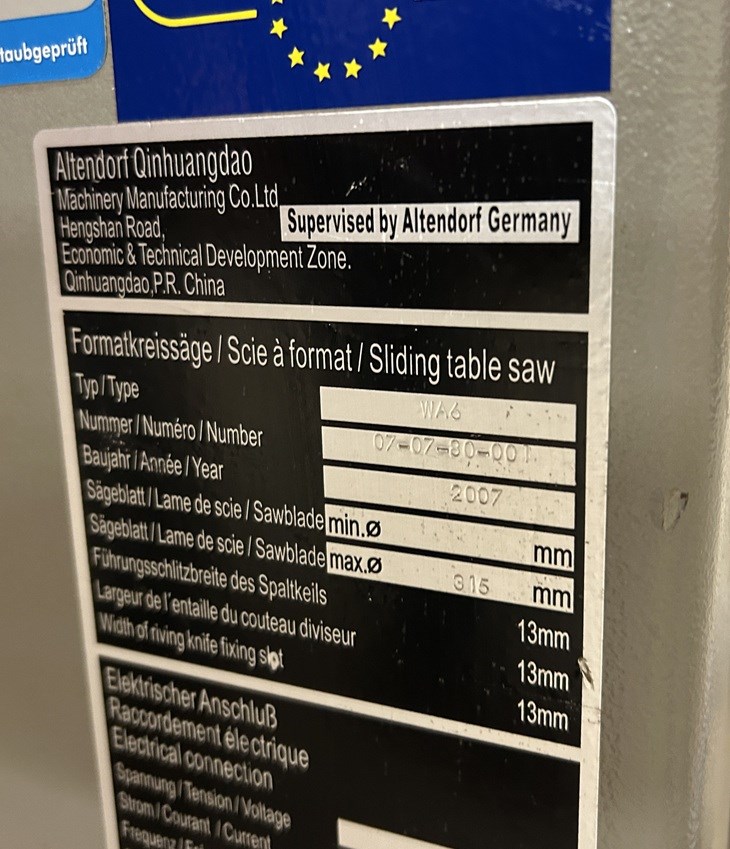 taubgeprüft
Altendorf Qinhuangdao
Machinery Manufacturing Co.Ltd
Hengshan Road,
Supervised by Altendorf Germany
Economic & Technical Development Zone.
Qinhuangdao,P.R. China
Formatkreissäge / Scie à format / Sliding table saw
Typ / Type WA6
Nummer / Numéro / Number 07-07-80-001
Baujahr / Année / Year 2007
Sägeblatt / Lame de scie / Sawblade min.ø mm
Sägeblatt / Lame de scie / Sawblade max.ø 315 mm
Führungsschlitzbreite des Spaltkeils 13mm
Largeur de l'entaille du couteau diviseur 13mm
Width of riving knife fixing slot 13mm
Elektrischer Anschluß
Raccordement électrique
Electrical connection
Spannung / Tension / Voltage
Strom / Courant / Current